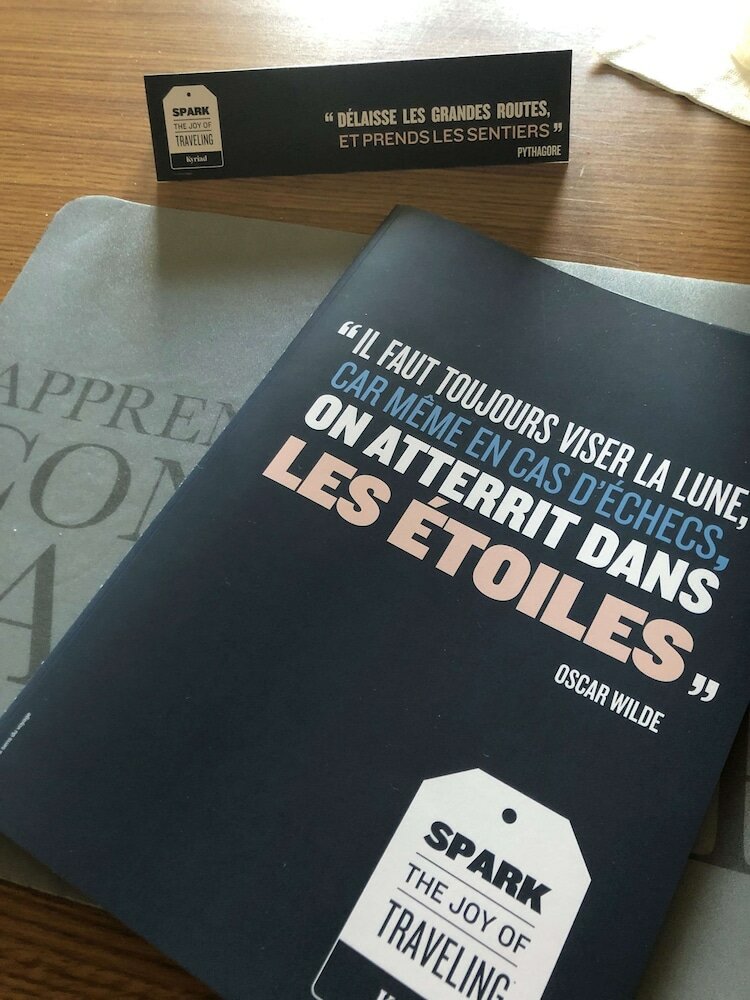 SPARK
THE JOY OF
TRAVELING
Kyriad
“ DÉLAISSE LES GRANDES ROUTES,
ET PRENDS LES SENTIERS ”
PYTHAGORE
“ IL FAUT TOUJOURS VISER LA LUNE,
CAR MÊME EN CAS D’ÉCHECS,
ON ATTERRIT DANS
LES ÉTOILES ”
OSCAR WILDE
SPARK
THE JOY OF
TRAVELING